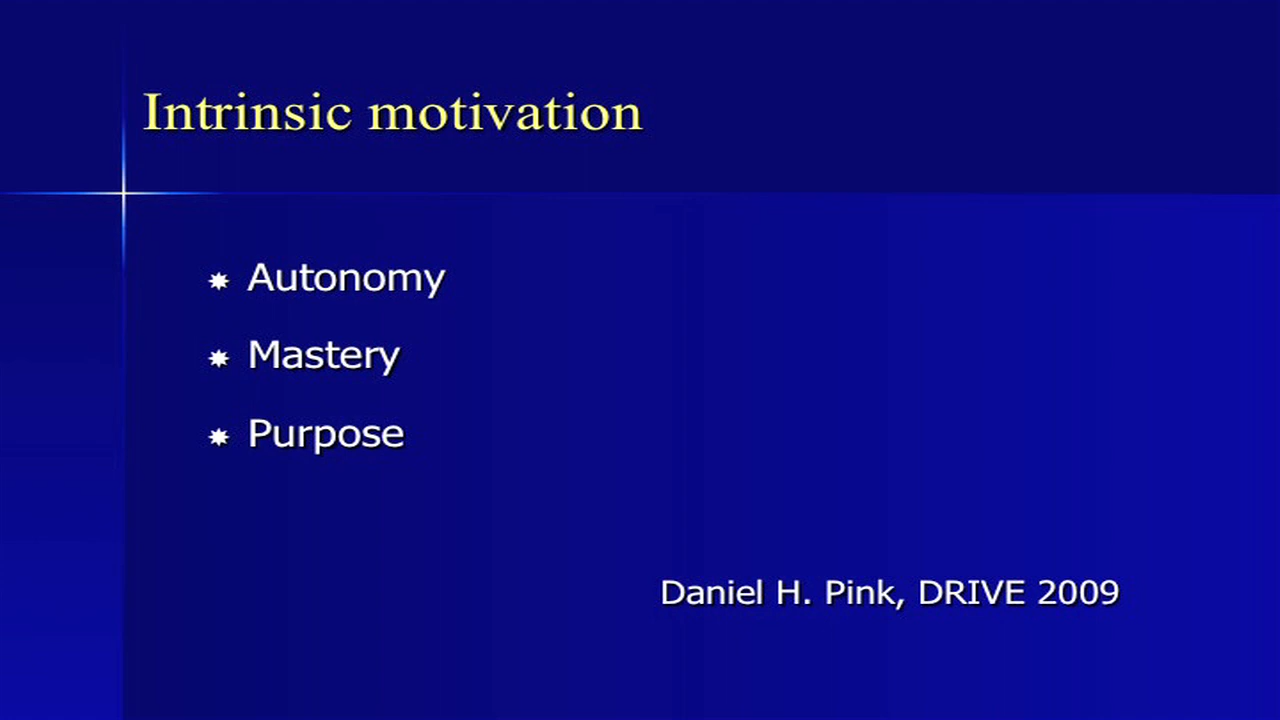 Intrinsic motivation
Autonomy
Mastery
Purpose
Daniel H. Pink, DRIVE 2009